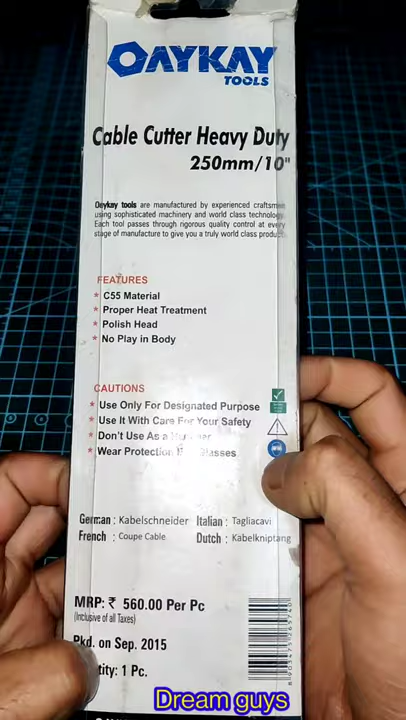 OAYKAY
TOOLS
Cable Cutter Heavy Duty
250mm/10"
Oaykay tools are manufactured by experienced craftsmen
using sophisticated machinery and world class technology.
Each tool passes through rigorous quality control at every
stage of manufacture to give you a truly world class product.
FEATURES
* C55 Material
* Proper Heat Treatment
* Polish Head
* No Play in Body
CAUTIONS
* Use Only For Designated Purpose
* Use It With Care For Your Safety
* Don't Use As a
* Wear Protection Glasses
German : Kabelschneider Italian : Tagliacavi
French : Coupe Cable Dutch : Kabelkniptang
MRP: ₹ 560.00 Per Pc
(Inclusive of all Taxes)
Pkd. on Sep. 2015
tity: 1 Pc.
Dream guys